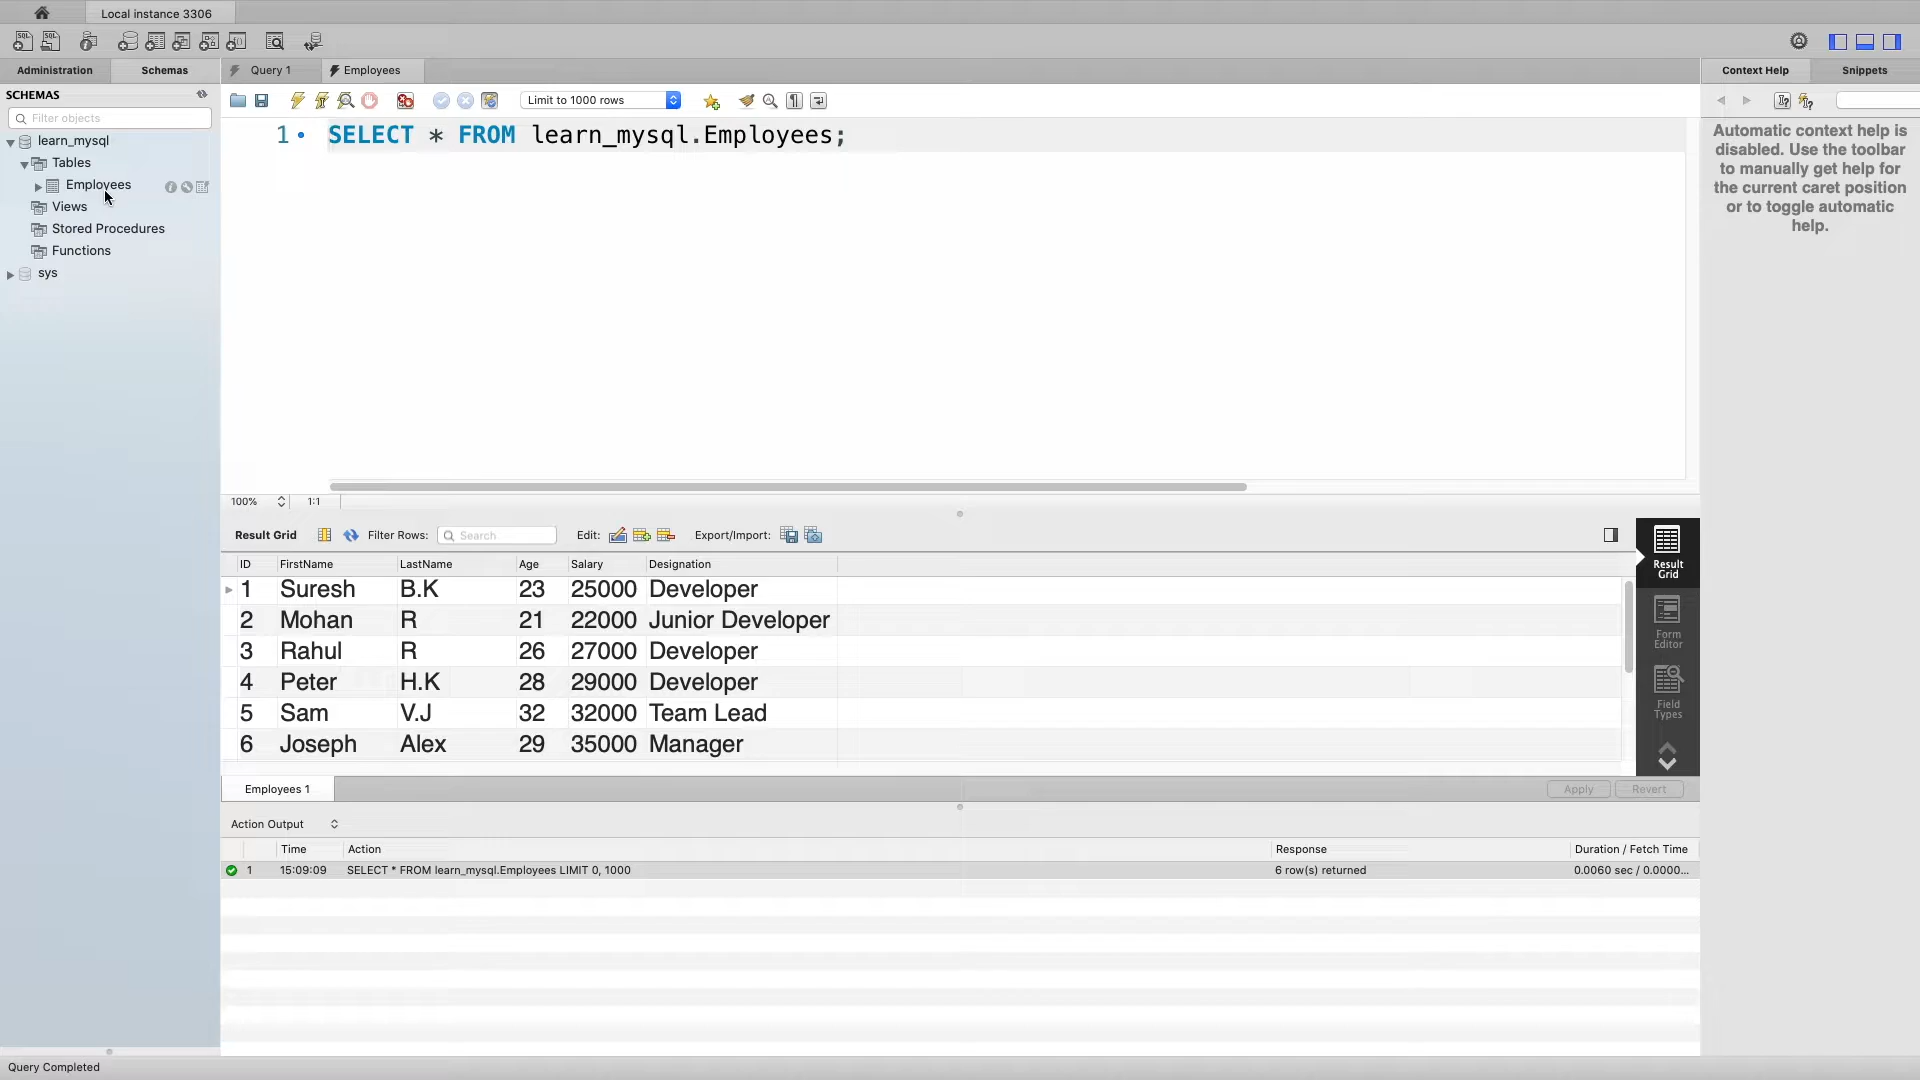 Local instance 3306
Administration Schemas Query 1 Employees Context Help Snippets
SCHEMAS
Limit to 1000 rows
Filter objects
learn_mysql
Tables
Employees
Views
Stored Procedures
Functions
sys
1 SELECT * FROM learn_mysql.Employees;
Automatic context help is
disabled. Use the toolbar
to manually get help for
the current caret position
or to toggle automatic
help.
100% 1:1
Result Grid Filter Rows: Search Edit: Export/Import:
ID FirstName LastName Age Salary Designation
1 Suresh B.K 23 25000 Developer
2 Mohan R 21 22000 Junior Developer
3 Rahul R 26 27000 Developer
4 Peter H.K 28 29000 Developer
5 Sam V.J 32 32000 Team Lead
6 Joseph Alex 29 35000 Manager
Result
Grid
Form
Editor
Field
Types
Employees 1 Apply Revert
Action Output
Time Action Response Duration / Fetch Time
1 15:09:09 SELECT * FROM learn_mysql.Employees LIMIT 0, 1000 6 row(s) returned 0.0060 sec / 0.0000...
Query Completed